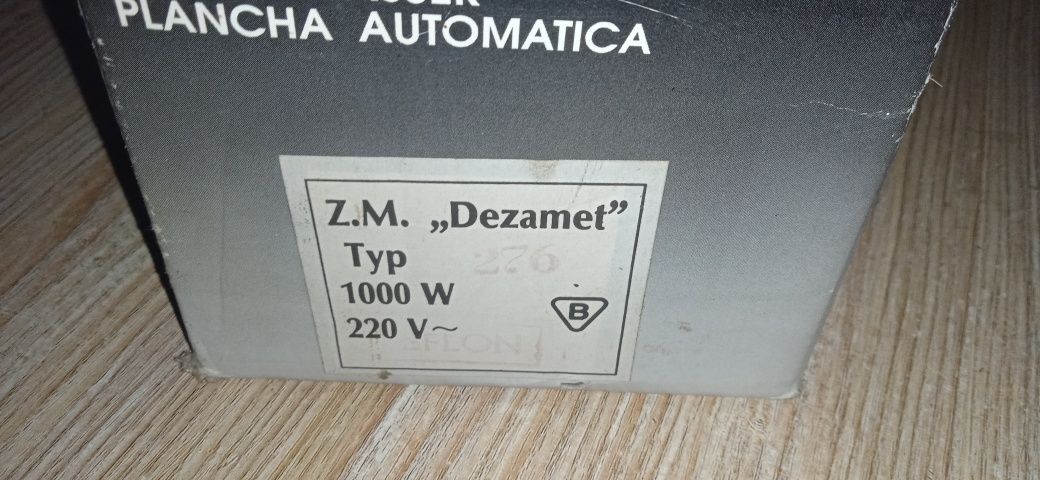 PLANCHA AUTOMATICA
Z.M. „Dezamet”
Typ 276
1000 W
220 V~
B